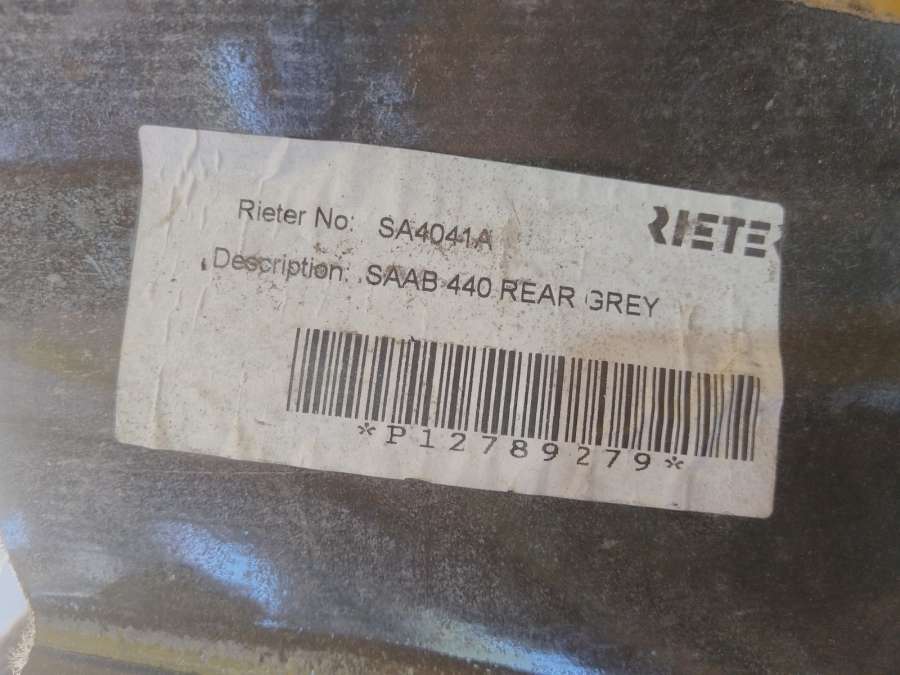 RIETER
Rieter No: SA4041A
Description: SAAB 440 REAR GREY
*P12789279*